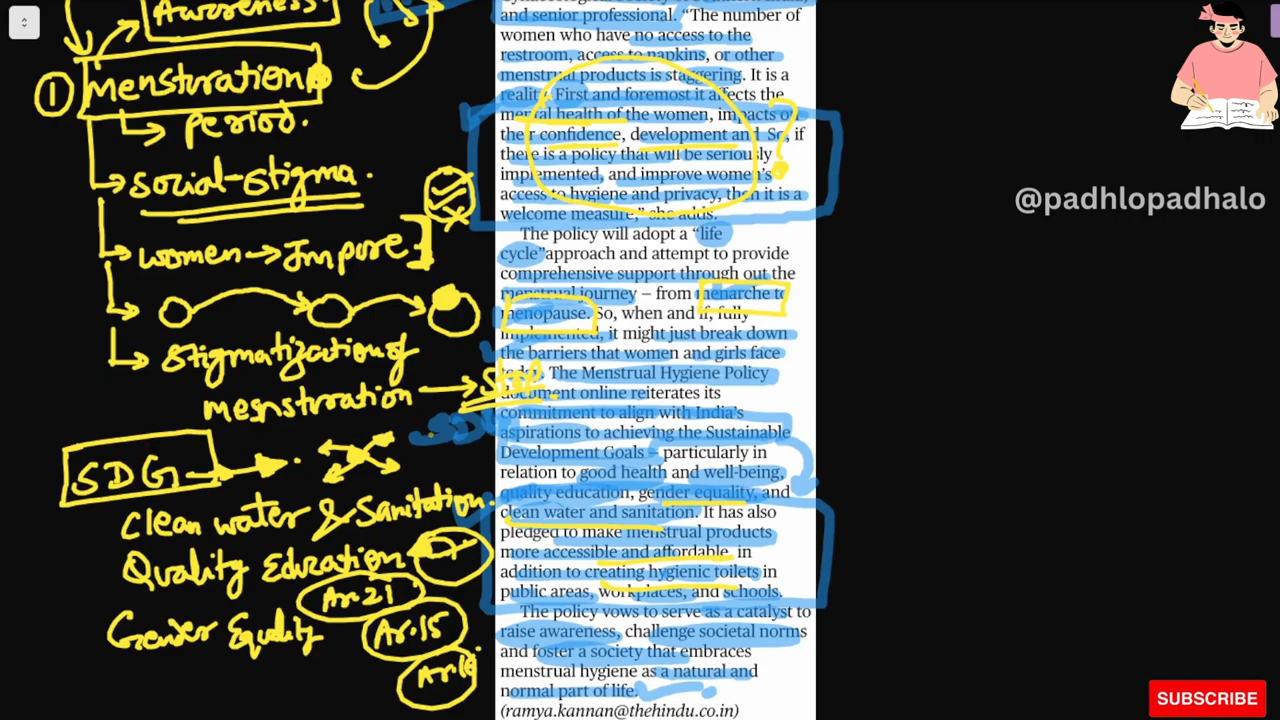 Awareness.
① mensturation
↳ period.
→ social-stigma.
→ women → Impore
→ stigmatization of
mesnstruation → stop.
SDG → .
clean water & Sanitation.
Quality Education
Ar-21
Gender Equality
Ar.15
and senior professional. “The number of
women who have no access to the
restroom, access to napkins, or other
menstrual products is staggering. It is a
reality. First and foremost it affects the
mental health of the women, impacts on
their confidence, development and So, if
there is a policy that will be seriously
implemented, and improve women’s
access to hygiene and privacy, then it is a
welcome measure,” she adds.
The policy will adopt a “life
cycle”approach and attempt to provide
comprehensive support through out the
menstrual journey – from menarche to
menopause. So, when and if, fully
implemented, it might just break down
the barriers that women and girls face
today. The Menstrual Hygiene Policy
document online reiterates its
commitment to align with India’s
aspirations to achieving the Sustainable
Development Goals – particularly in
relation to good health and well-being,
quality education, gender equality, and
clean water and sanitation. It has also
pledged to make menstrual products
more accessible and affordable, in
addition to creating hygienic toilets in
public areas, workplaces, and schools.
The policy vows to serve as a catalyst to
raise awareness, challenge societal norms
and foster a society that embraces
menstrual hygiene as a natural and
normal part of life.
(ramya.kannan@thehindu.co.in)
?
@padhlopadhalo
SUBSCRIBE